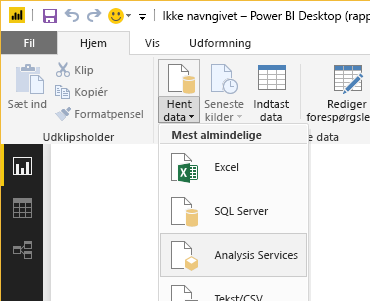 Ikke navngivet – Power BI Desktop (rapp
Fil Hjem Vis Udformning
Sæt ind
Klip
Kopiér
Formatpensel
Udklipsholder
Hent data
Seneste kilder
Indtast data
Rediger
forespørgsle
e data
Mest almindelige
Excel
SQL Server
Analysis Services
Tekst/CSV